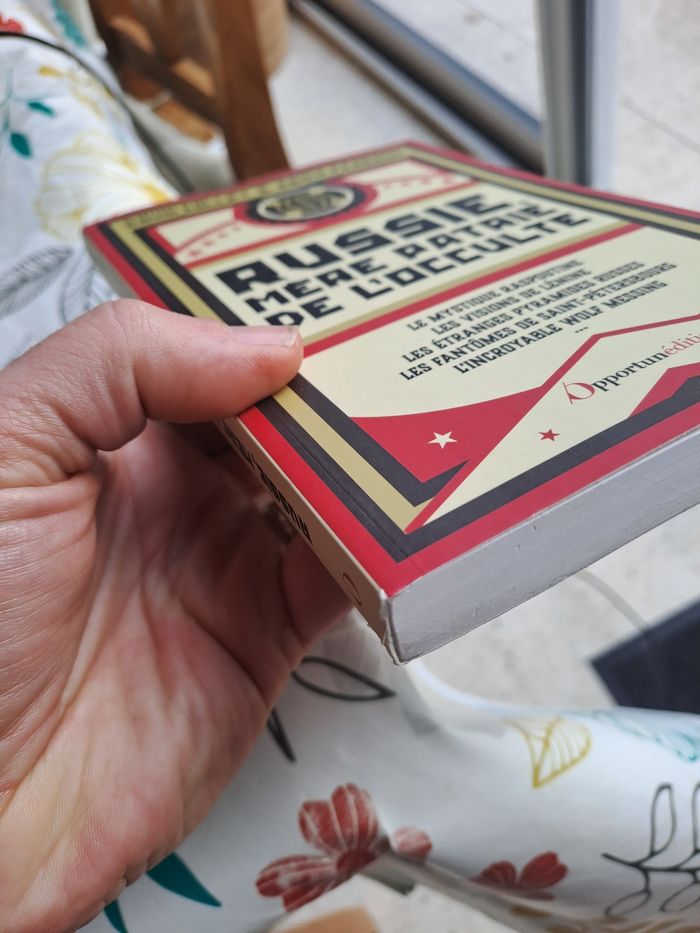 RUSSIE
MÈRE PATRIE
DE L'OCCULTE
LE MYSTIQUE RASPOUTINE
LES VISIONS DE LÉNINE
LES ÉTRANGES PYRAMIDES RUSSES
LES FANTÔMES DE SAINT-PÉTERSBOURG
L'INCROYABLE WOLF MESSING
...
Opportunéditi